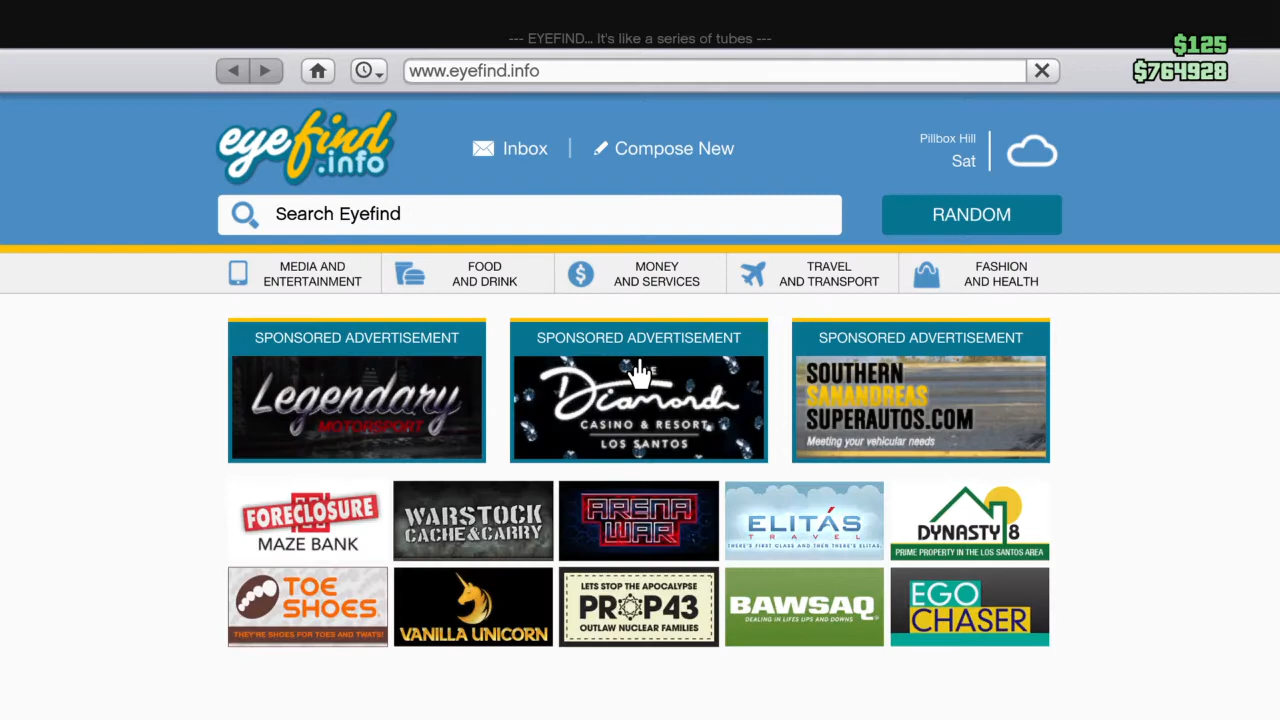 --- EYEFIND... It's like a series of tubes ---
$125
$764928
www.eyefind.info
eyefind
.info
Inbox
Compose New
Pillbox Hill
Sat
Search Eyefind
RANDOM
MEDIA AND
ENTERTAINMENT
FOOD
AND DRINK
MONEY
AND SERVICES
TRAVEL
AND TRANSPORT
FASHION
AND HEALTH
SPONSORED ADVERTISEMENT
Legendary
MOTORSPORT
SPONSORED ADVERTISEMENT
Diamond
CASINO & RESORT
LOS SANTOS
SPONSORED ADVERTISEMENT
SOUTHERN
SANANDREAS
SUPERAUTOS.COM
Meeting your vehicular needs
FORECLOSURE
MAZE BANK
WARSTOCK
CACHE&CARRY
ARENA
WAR
ELITÁS
TRAVEL
THERE'S FIRST CLASS AND THEN THERE'S ELITAS.
DYNASTY 8
PRIME PROPERTY IN THE LOS SANTOS AREA
TOE
SHOES
THEY'RE SHOES FOR TOES AND TWATS!
VANILLA UNICORN
LETS STOP THE APOCALYPSE
PROP43
OUTLAW NUCLEAR FAMILIES
BAWSAQ
DEALING IN LIFES UPS AND DOWNS
EGO
CHASER